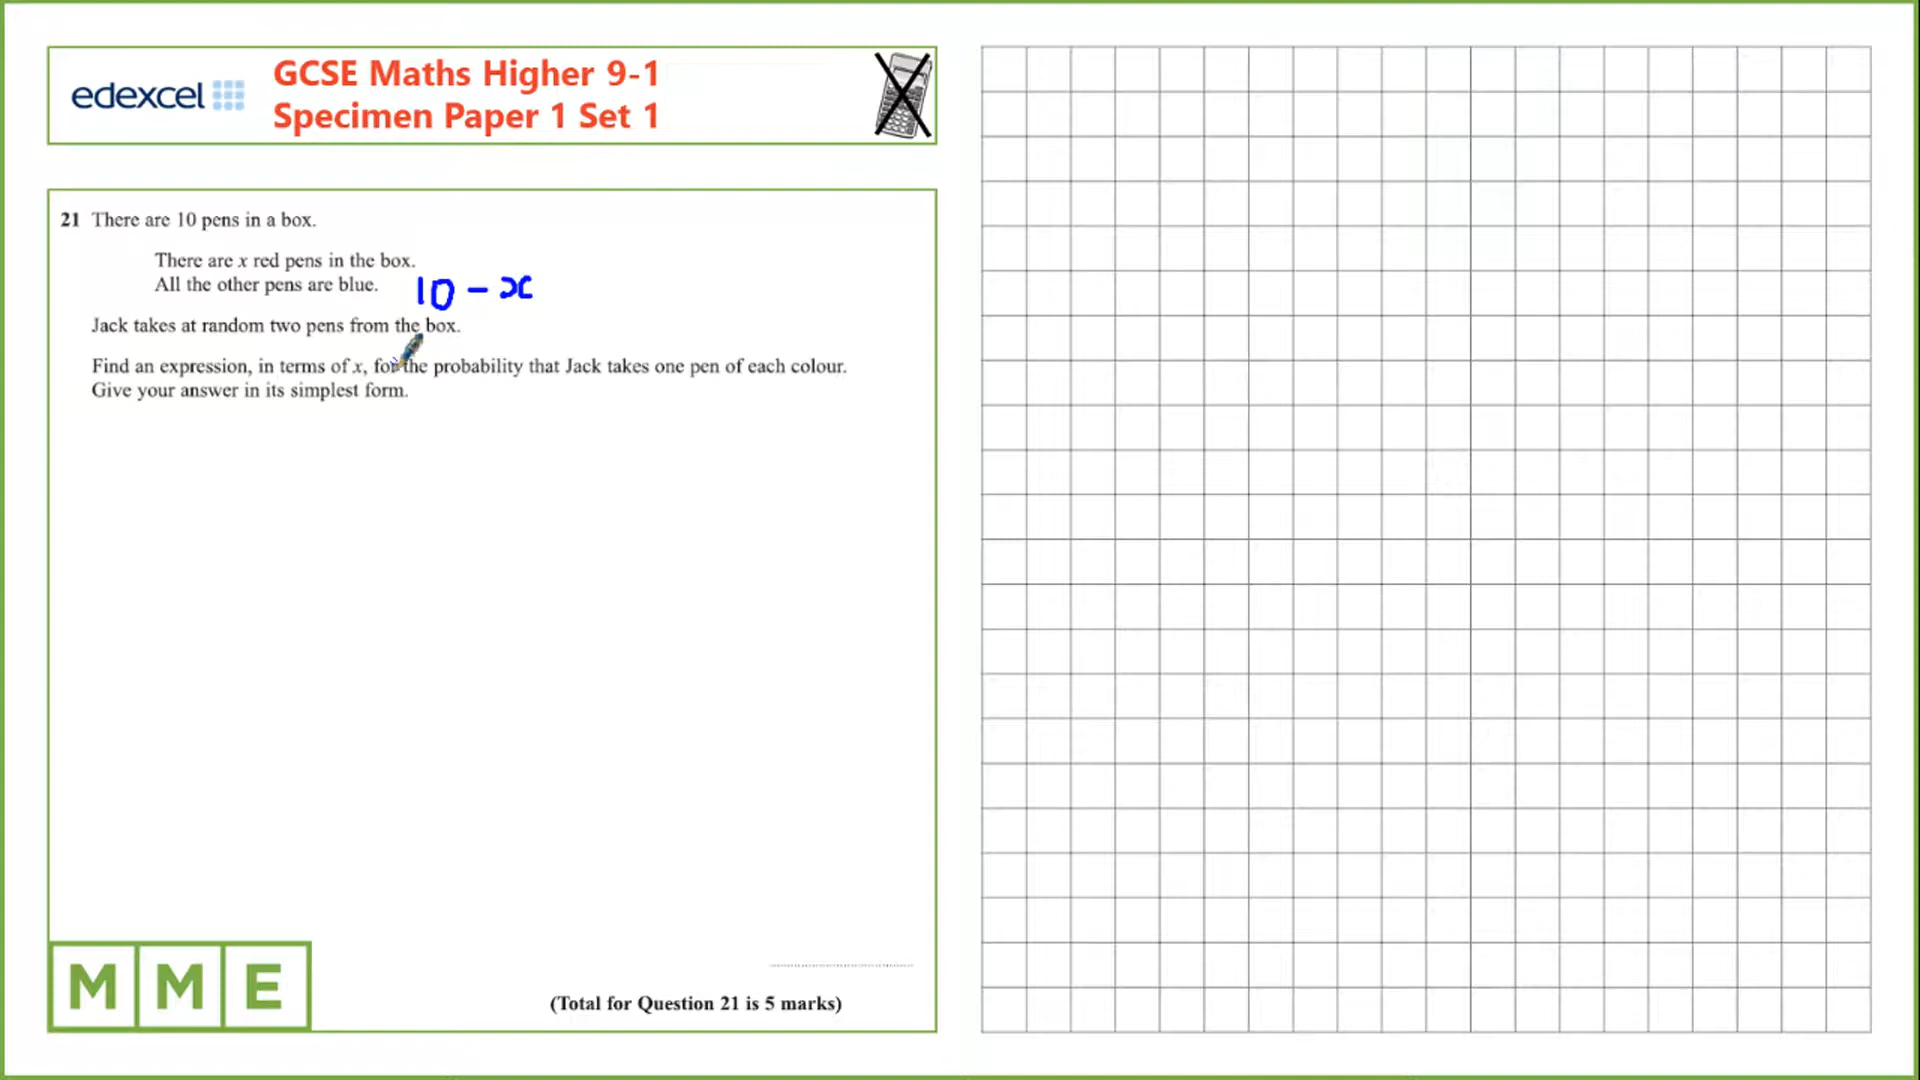 edexcel
GCSE Maths Higher 9-1
Specimen Paper 1 Set 1
21 There are 10 pens in a box.
There are x red pens in the box.
All the other pens are blue.
10 - x
Jack takes at random two pens from the box.
Find an expression, in terms of x, for the probability that Jack takes one pen of each colour.
Give your answer in its simplest form.
MME
(Total for Question 21 is 5 marks)